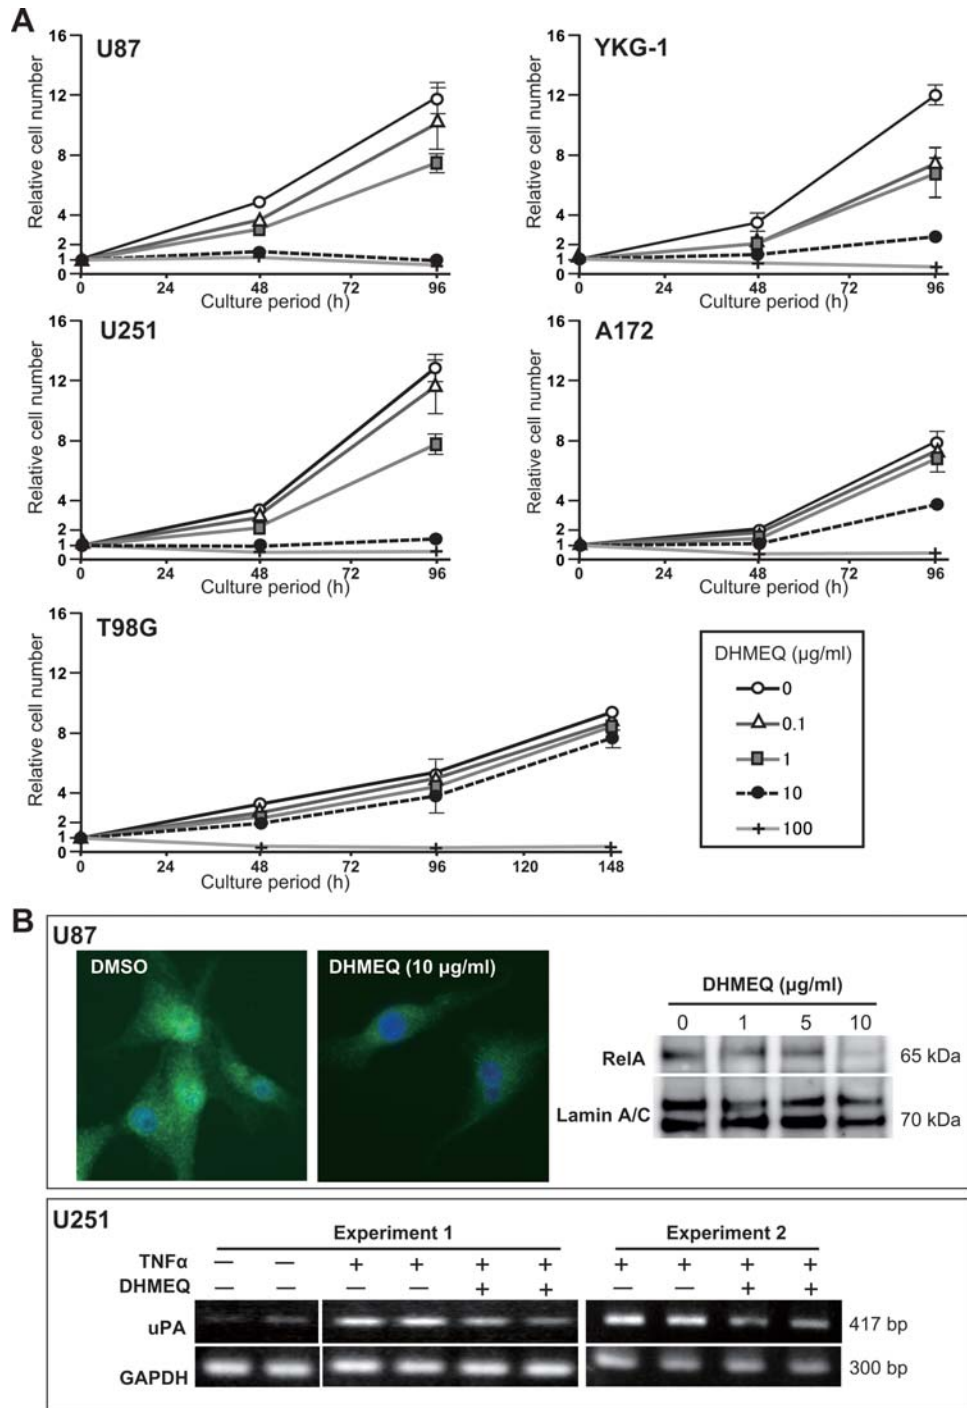 A
U87
Relative cell number
16
12
8
4
2
1
0
0 24 48 72 96
Culture period (h)
YKG-1
Relative cell number
16
12
8
4
2
1
0
0 24 48 72 96
Culture period (h)
U251
Relative cell number
16
12
8
4
2
1
0
0 24 48 72 96
Culture period (h)
A172
Relative cell number
16
12
8
4
2
1
0
0 24 48 72 96
Culture period (h)
T98G
Relative cell number
16
12
8
4
2
1
0
0 24 48 72 96 120 148
Culture period (h)
DHMEQ (µg/ml)
0
0.1
1
10
100
B
U87
DMSO
DHMEQ (10 µg/ml)
DHMEQ (µg/ml)
0 1 5 10
RelA 65 kDa
Lamin A/C 70 kDa
U251
Experiment 1 Experiment 2
TNFα — — + + + + + + + +
DHMEQ — — — — + + — — + +
uPA 417 bp
GAPDH 300 bp